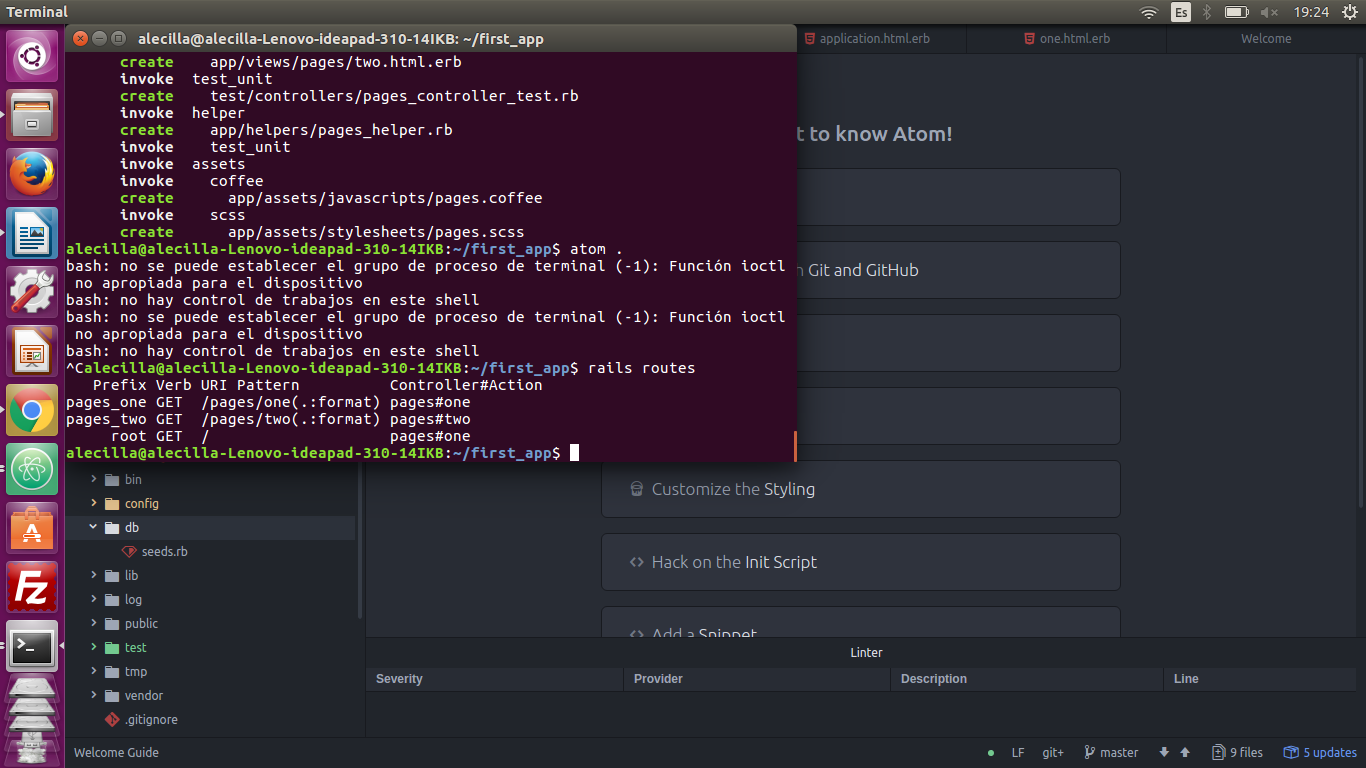 Terminal
Es
19:24
alecilla@alecilla-Lenovo-ideapad-310-14IKB: ~/first_app
application.html.erb
one.html.erb
Welcome
create    app/views/pages/two.html.erb
invoke  test_unit
create    test/controllers/pages_controller_test.rb
invoke  helper
create    app/helpers/pages_helper.rb
invoke    test_unit
invoke  assets
invoke    coffee
create      app/assets/javascripts/pages.coffee
invoke    scss
create      app/assets/stylesheets/pages.scss
alecilla@alecilla-Lenovo-ideapad-310-14IKB:~/first_app$ atom .
bash: no se puede establecer el grupo de proceso de terminal (-1): Función ioctl
 no apropiada para el dispositivo
bash: no hay control de trabajos en este shell
bash: no se puede establecer el grupo de proceso de terminal (-1): Función ioctl
 no apropiada para el dispositivo
bash: no hay control de trabajos en este shell
^Calecilla@alecilla-Lenovo-ideapad-310-14IKB:~/first_app$ rails routes
   Prefix Verb URI Pattern          Controller#Action
pages_one GET  /pages/one(.:format) pages#one
pages_two GET  /pages/two(.:format) pages#two
     root GET  /                    pages#one
alecilla@alecilla-Lenovo-ideapad-310-14IKB:~/first_app$
t to know Atom!
Git and GitHub
Customize the Styling
Hack on the Init Script
Add a Snippet
bin
config
db
seeds.rb
lib
log
public
test
tmp
vendor
.gitignore
Linter
Severity
Provider
Description
Line
Welcome Guide
LF
git+
master
9 files
5 updates